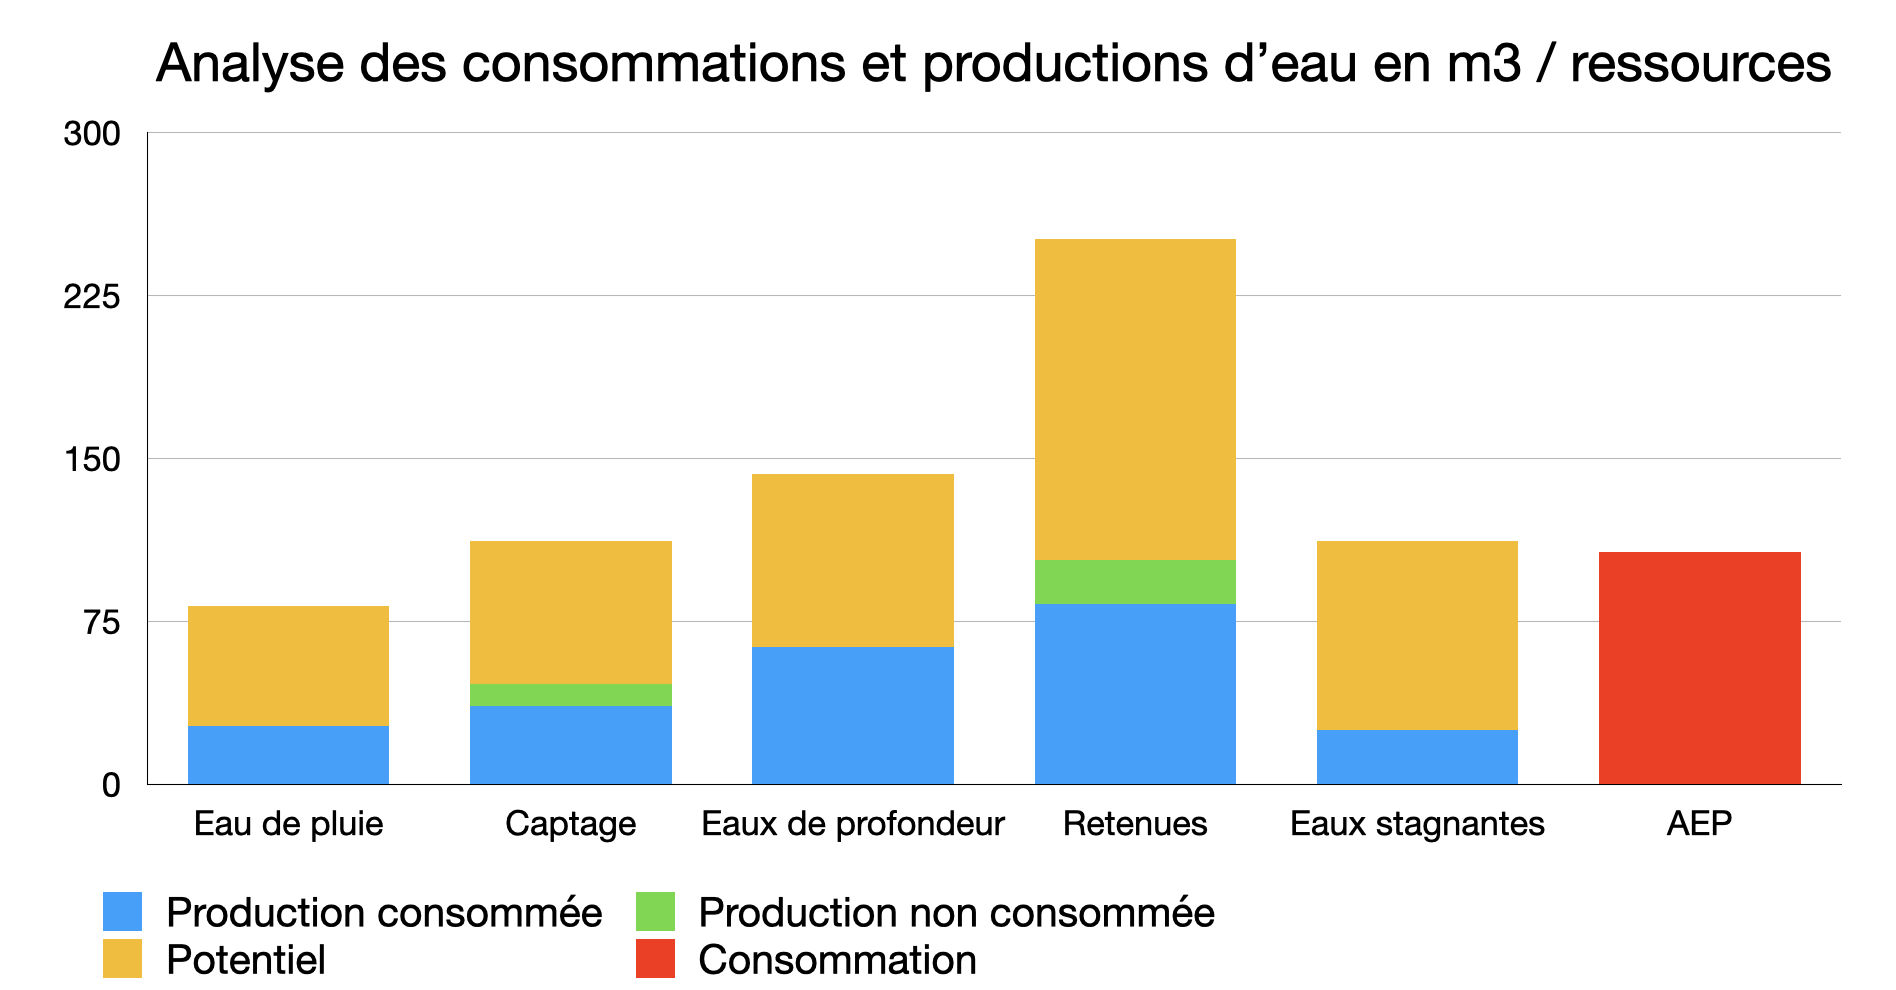 Analyse des consommations et productions d’eau en m3 / ressources
300
225
150
75
0
Eau de pluie Captage Eaux de profondeur Retenues Eaux stagnantes AEP
Production consommée Production non consommée
Potentiel Consommation